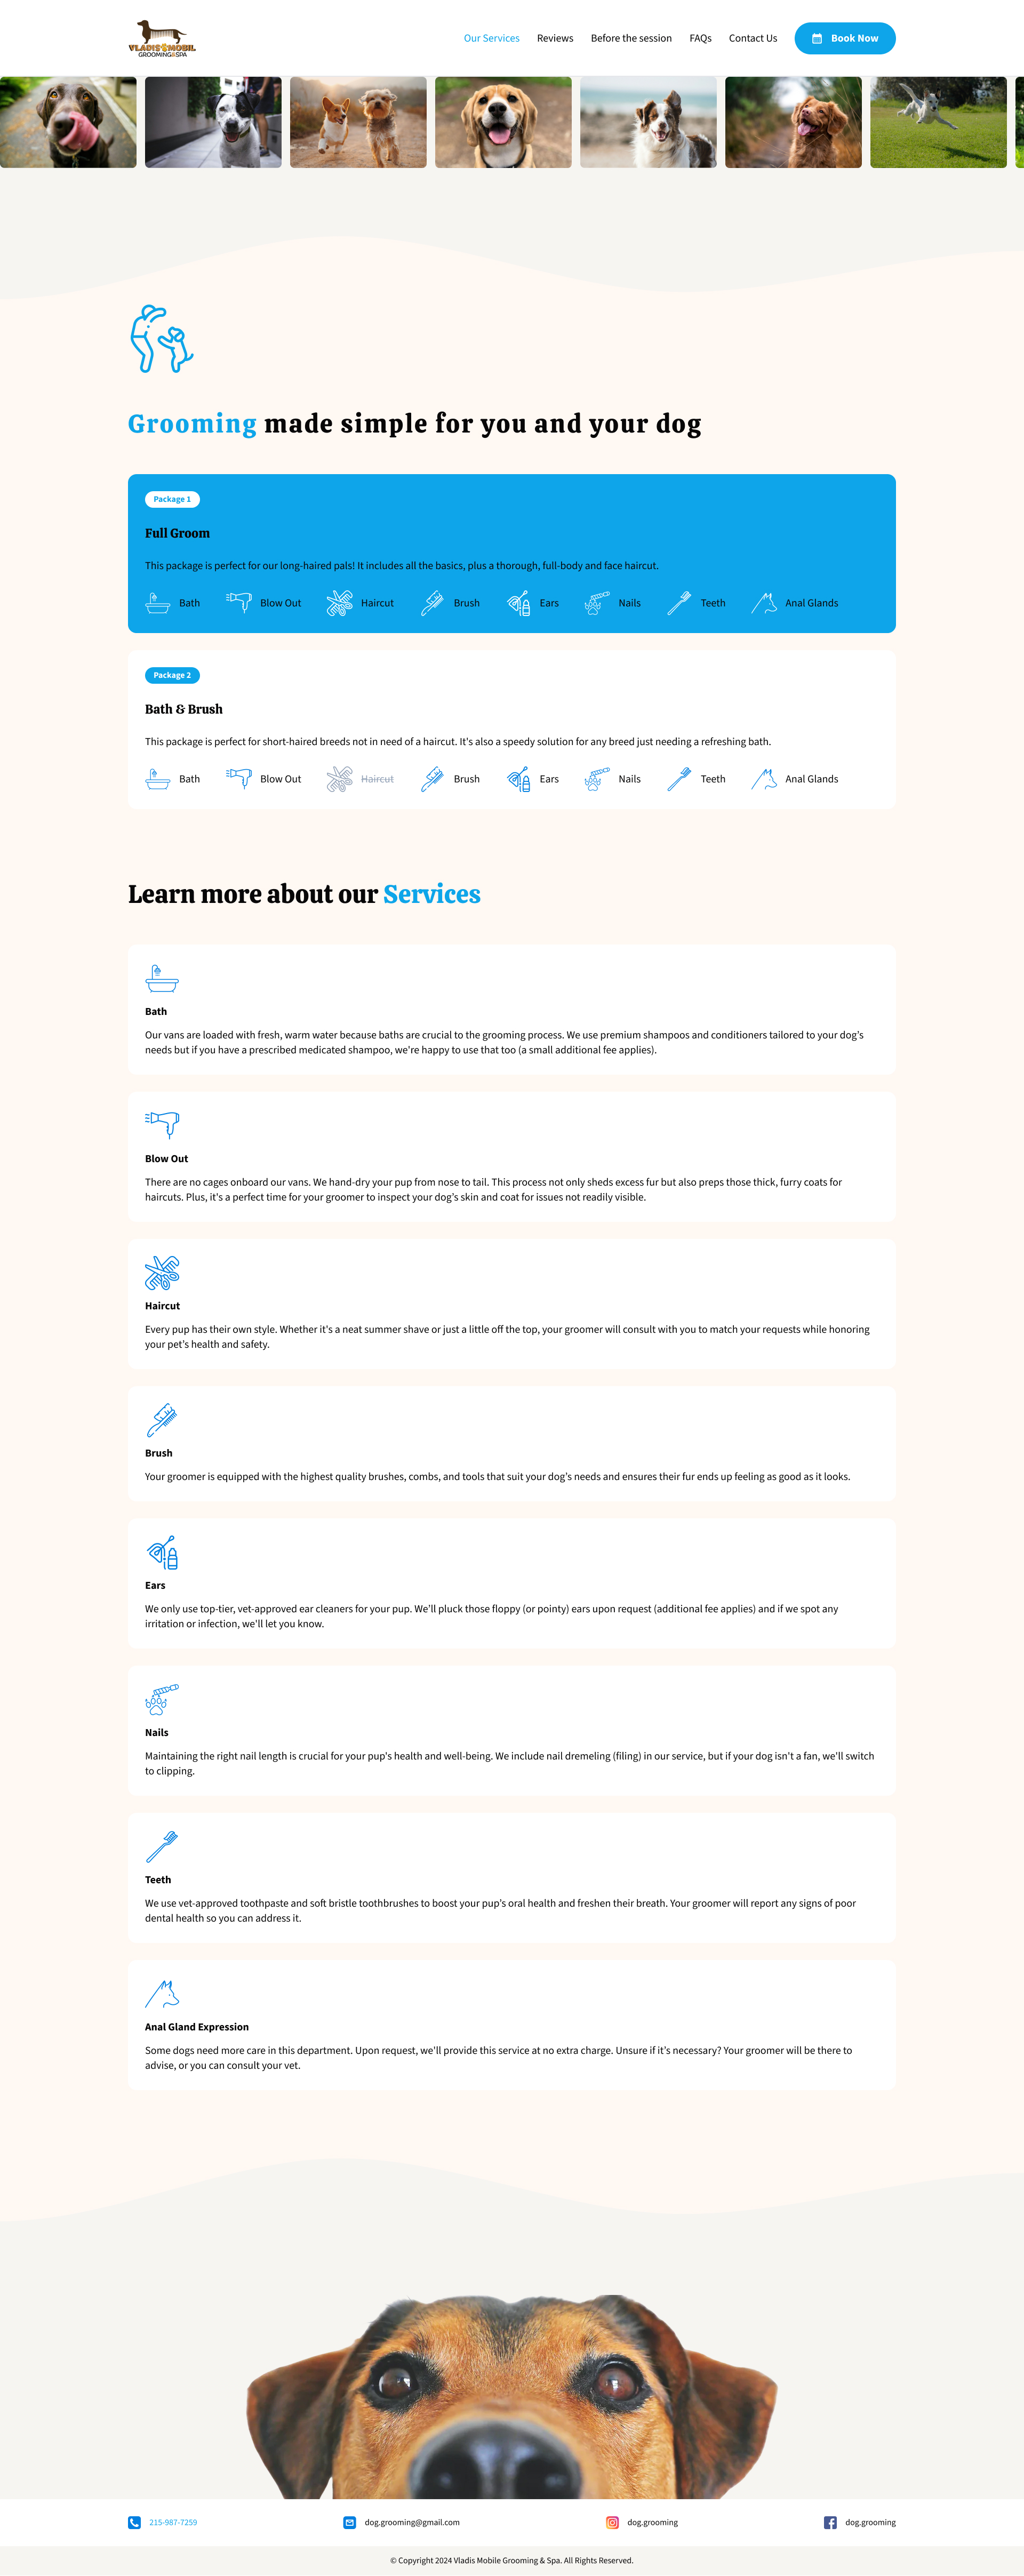 VLADIS MOBIL
GROOMING&SPA
Our Services
Reviews
Before the session
FAQs
Contact Us
Book Now
Grooming made simple for you and your dog
Package 1
Full Groom
This package is perfect for our long-haired pals! It includes all the basics, plus a thorough, full-body and face haircut.
Bath
Blow Out
Haircut
Brush
Ears
Nails
Teeth
Anal Glands
Package 2
Bath & Brush
This package is perfect for short-haired breeds not in need of a haircut. It's also a speedy solution for any breed just needing a refreshing bath.
Bath
Blow Out
Haircut
Brush
Ears
Nails
Teeth
Anal Glands
Learn more about our Services
Bath
Our vans are loaded with fresh, warm water because baths are crucial to the grooming process. We use premium shampoos and conditioners tailored to your dog's
needs but if you have a prescribed medicated shampoo, we're happy to use that too (a small additional fee applies).
Blow Out
There are no cages onboard our vans. We hand-dry your pup from nose to tail. This process not only sheds excess fur but also preps those thick, furry coats for
haircuts. Plus, it's a perfect time for your groomer to inspect your dog's skin and coat for issues not readily visible.
Haircut
Every pup has their own style. Whether it's a neat summer shave or just a little off the top, your groomer will consult with you to match your requests while honoring
your pet's health and safety.
Brush
Your groomer is equipped with the highest quality brushes, combs, and tools that suit your dog's needs and ensures their fur ends up feeling as good as it looks.
Ears
We only use top-tier, vet-approved ear cleaners for your pup. We'll pluck those floppy (or pointy) ears upon request (additional fee applies) and if we spot any
irritation or infection, we'll let you know.
Nails
Maintaining the right nail length is crucial for your pup's health and well-being. We include nail dremeling (filing) in our service, but if your dog isn't a fan, we'll switch
to clipping.
Teeth
We use vet-approved toothpaste and soft bristle toothbrushes to boost your pup's oral health and freshen their breath. Your groomer will report any signs of poor
dental health so you can address it.
Anal Gland Expression
Some dogs need more care in this department. Upon request, we'll provide this service at no extra charge. Unsure if it's necessary? Your groomer will be there to
advise, or you can consult your vet.
215-987-7259
dog.grooming@gmail.com
dog.grooming
dog.grooming
© Copyright 2024 Vladis Mobile Grooming & Spa. All Rights Reserved.